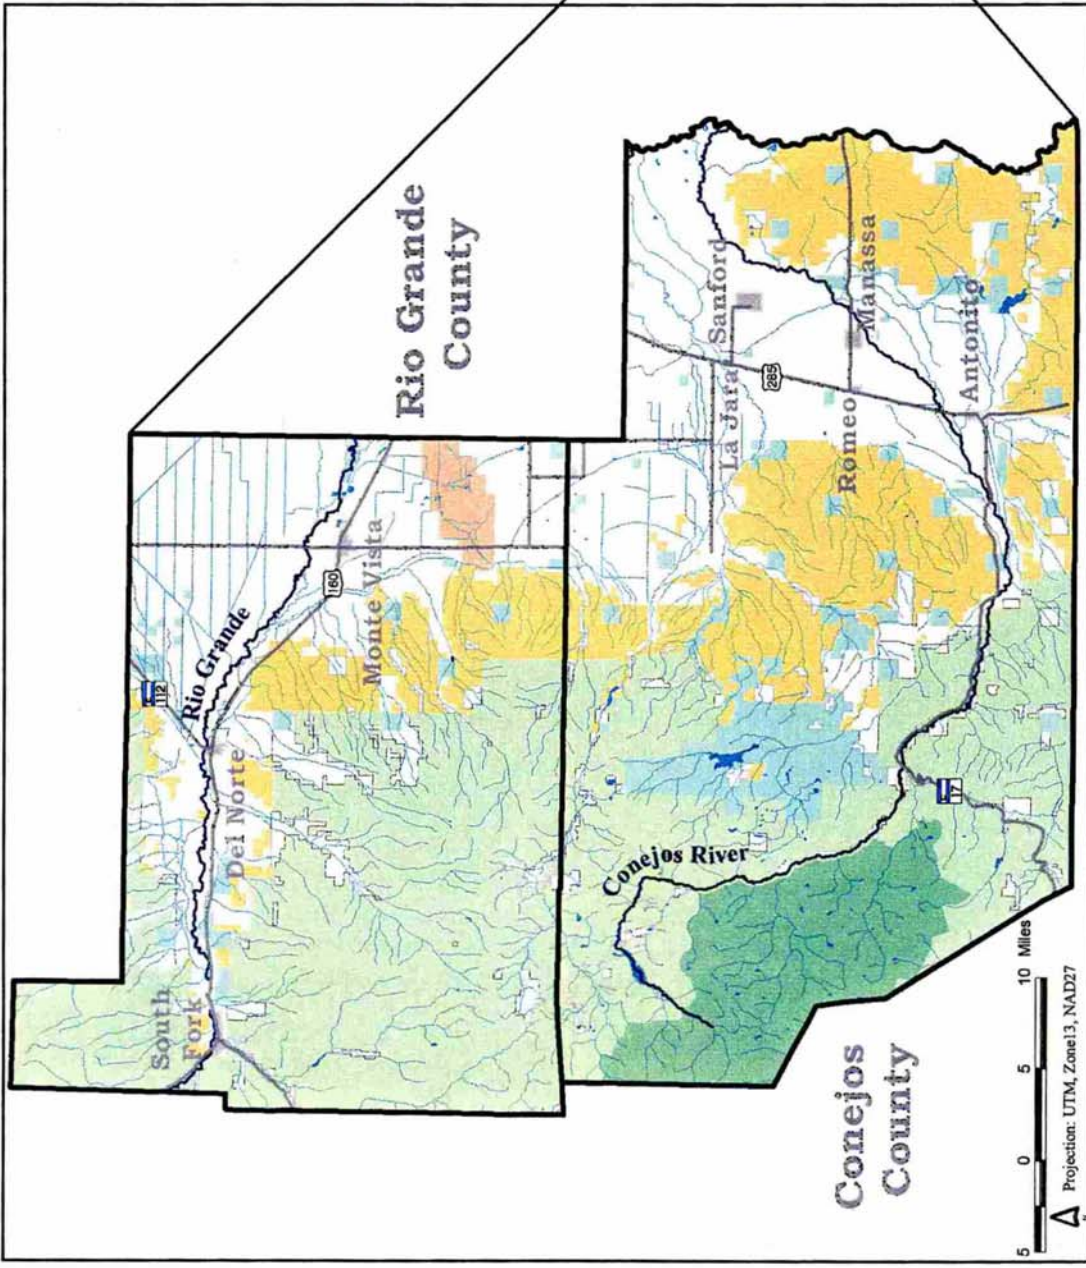 Rio Grande
County
112
Rio Grande
160
Monte Vista
Del Norte
South
Fork
Sanford
La Jara
285
Manassa
Romeo
Antonito
Conejos River
17
Conejos
County
5 0 5 10 Miles
Projection: UTM, Zone13, NAD27